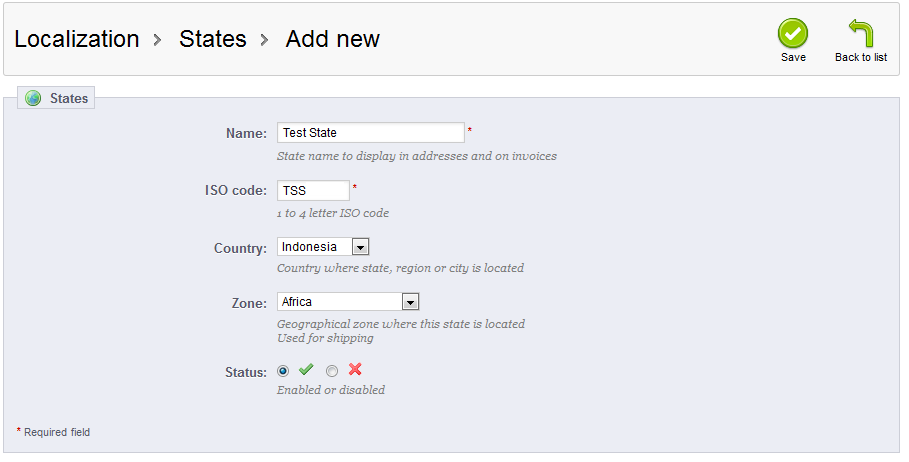 Localization > States > Add new
Save
Back to list
States
Name: Test State *
State name to display in addresses and on invoices
ISO code: TSS *
1 to 4 letter ISO code
Country: Indonesia
Country where state, region or city is located
Zone: Africa
Geographical zone where this state is located
Used for shipping
Status:
Enabled or disabled
* Required field